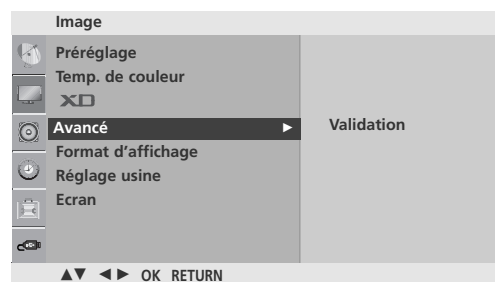 Image
Préréglage
Temp. de couleur
XD
Avancé ► Validation
Format d’affichage
Réglage usine
Ecran
▲▼ ◄► OK RETURN